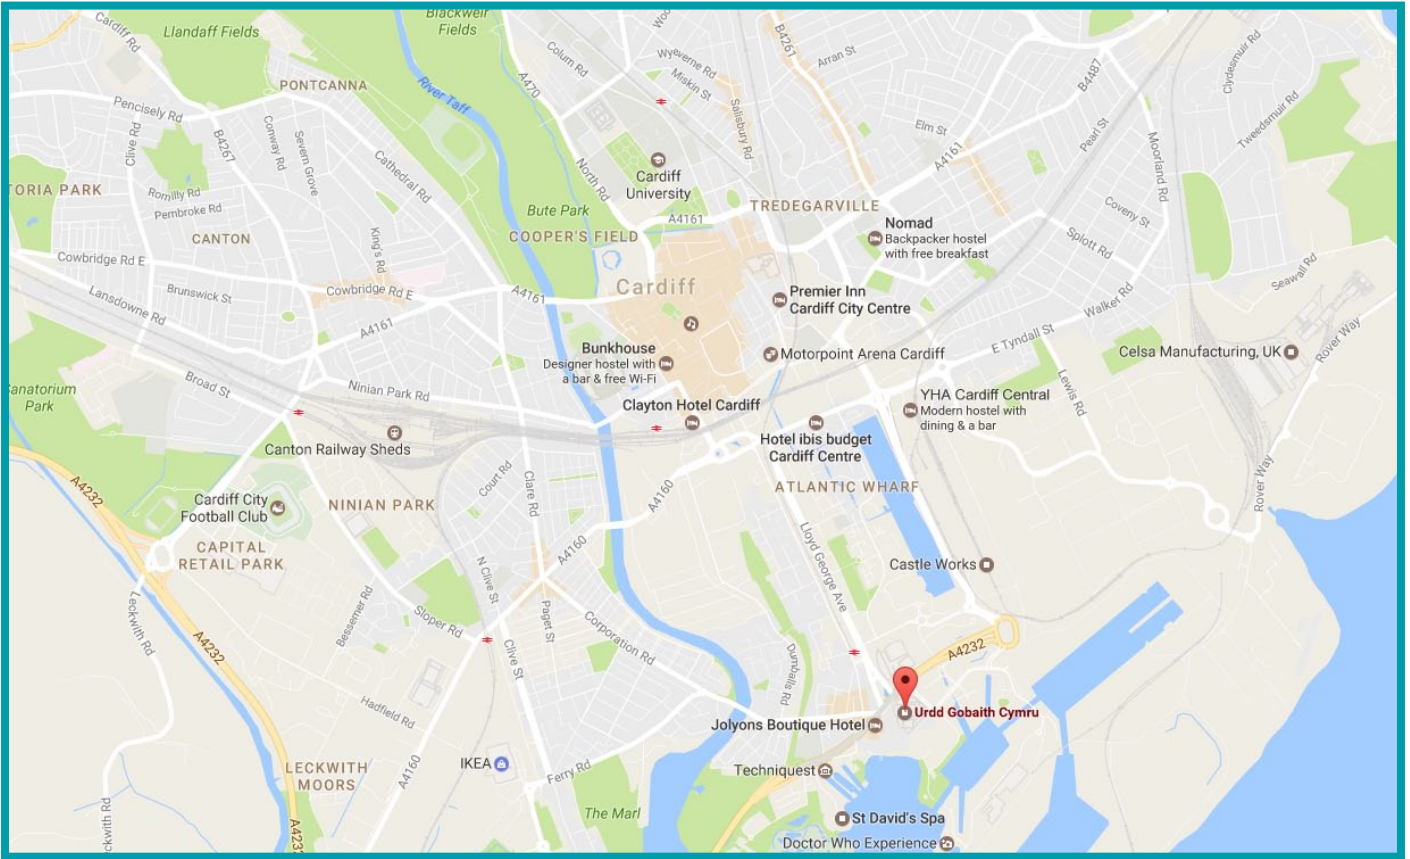 Cardiff Rd
Llandaff Fields
Blackweir
Fields
PONTCANNA
Pencisely Rd
Clive Rd
B4267
Conway Rd
Severn Grove
Cathedral Rd
River Taff
A470
Colum Rd
Wyeverne Rd
Miskin St
Salisbury Rd
B4261
Arran St
Elm St
A4161
B4487
Pearl St
Moorland Rd
Clydesmuir Rd
Tweedsmuir Rd
TORIA PARK
Romilly Rd
Pembroke Rd
CANTON
King's Rd
Cowbridge Rd E
Brunswick St
Lansdowne Rd
Cowbridge Rd E
A4161
A4161
North Rd
Cardiff
University
Bute Park
COOPER'S FIELD
A4161
TREDEGARVILLE
Nomad
Backpacker hostel
with free breakfast
Coveny St
Splott Rd
Walker Rd
Seawall Rd
Cardiff
Premier Inn
Cardiff City Centre
Bunkhouse
Designer hostel with
a bar & free Wi-Fi
Motorpoint Arena Cardiff
E Tyndall St
Celsa Manufacturing, UK
Rover Way
Lewis Rd
Sanatorium
Park
Broad St
Ninian Park Rd
Clayton Hotel Cardiff
YHA Cardiff Central
Modern hostel with
dining & a bar
Hotel ibis budget
Cardiff Centre
Canton Railway Sheds
Court Rd
Clare Rd
A4160
ATLANTIC WHARF
Rover Way
A4232
Cardiff City
Football Club
NINIAN PARK
CAPITAL
RETAIL PARK
N Clive St
A4160
Lloyd George Ave
Castle Works
Leckwith Rd
A4232
Bessemer Rd
Sloper Rd
Paget St
Clive St
Corporation Rd
Dumballs Rd
A4232
Hadfield Rd
Urdd Gobaith Cymru
Jolyons Boutique Hotel
LECKWITH
MOORS
A4160
IKEA
Ferry Rd
Techniquest
The Marl
St David's Spa
Doctor Who Experience
eckwith Rd
A4232